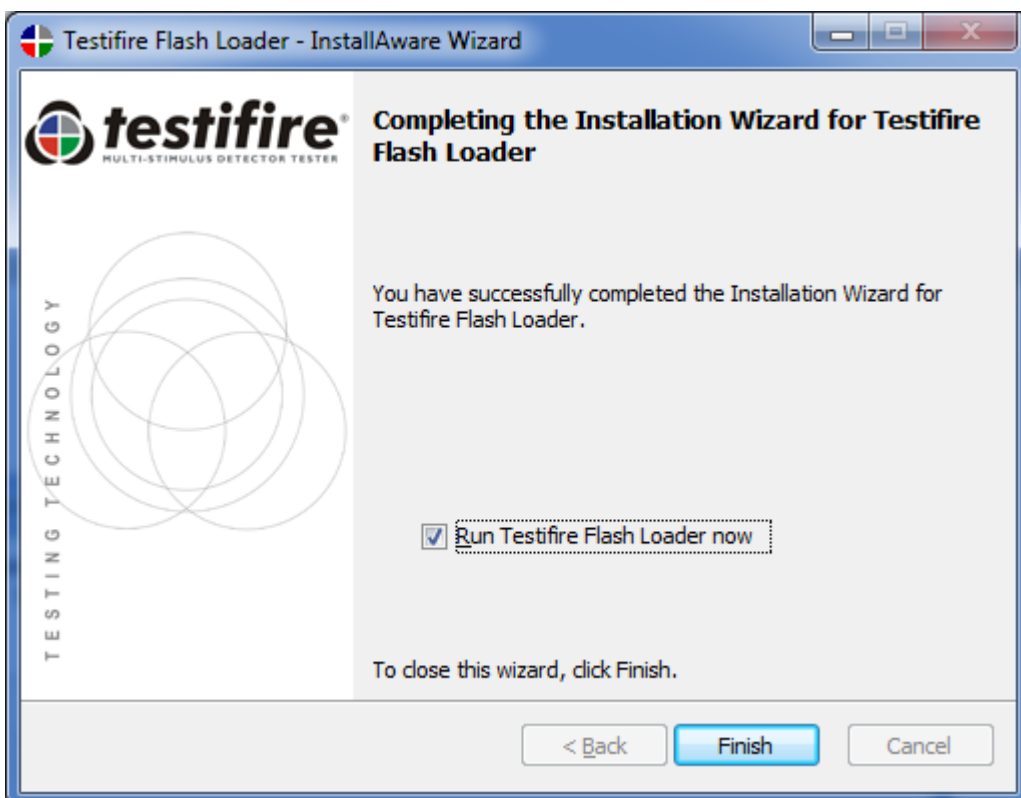 Testifire Flash Loader - InstallAware Wizard
testifire®
MULTI-STIMULUS DETECTOR TESTER
TESTING TECHNOLOGY
Completing the Installation Wizard for Testifire
Flash Loader
You have successfully completed the Installation Wizard for
Testifire Flash Loader.
Run Testifire Flash Loader now
To close this wizard, click Finish.
< Back
Finish
Cancel